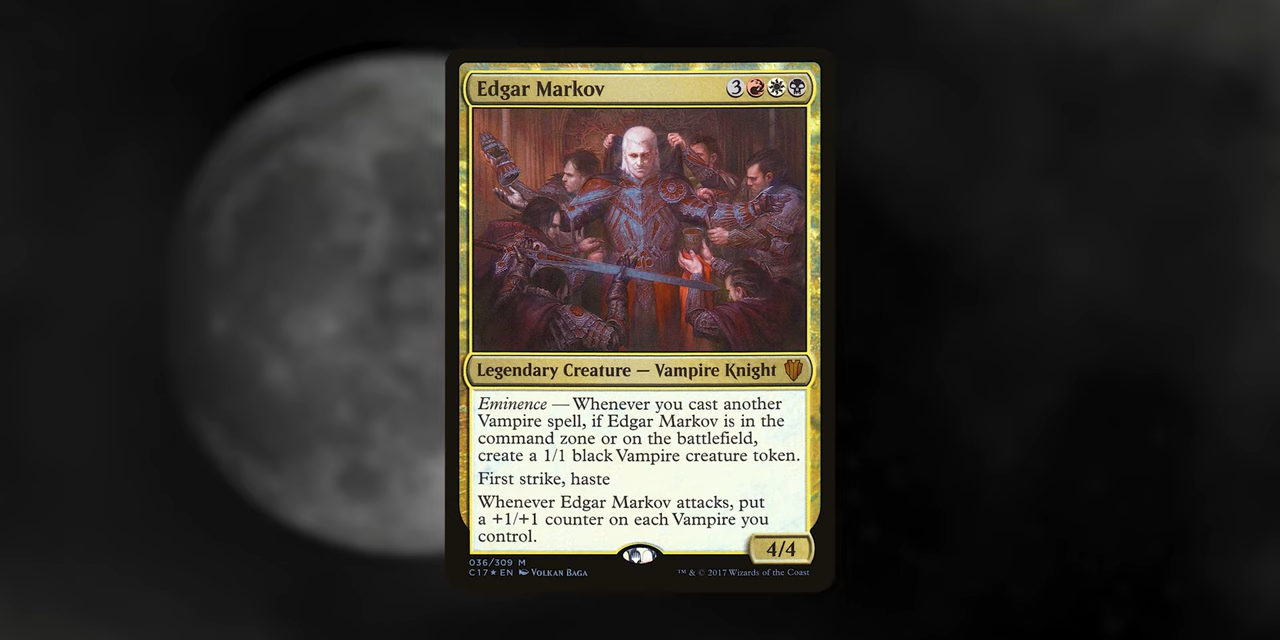 Edgar Markov 3
Legendary Creature — Vampire Knight
Eminence — Whenever you cast another
Vampire spell, if Edgar Markov is in the
command zone or on the battlefield,
create a 1/1 black Vampire creature token.
First strike, haste
Whenever Edgar Markov attacks, put
a +1/+1 counter on each Vampire you
control.
4/4
036/309 M
C17★EN Volkan Baga ™ & © 2017 Wizards of the Coast